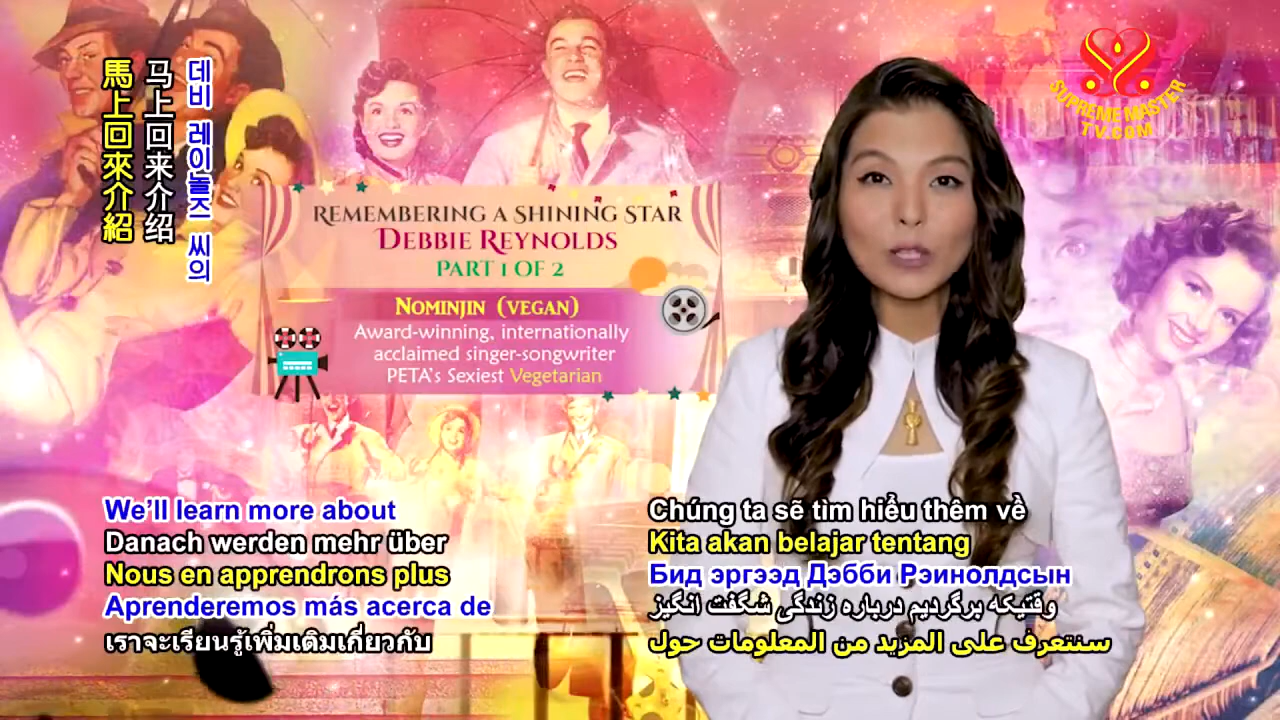 馬上回來介紹
马上回来介绍
데비 레이놀즈 씨의
SUPREME MASTER
TV.COM
REMEMBERING A SHINING STAR
DEBBIE REYNOLDS
PART 1 OF 2
NOMINJIN (VEGAN)
Award-winning, internationally
acclaimed singer-songwriter
PETA's Sexiest Vegetarian
We'll learn more about
Danach werden mehr über
Nous en apprendrons plus
Aprenderemos más acerca de
เราจะเรียนรู้เพิ่มเติมเกี่ยวกับ
Chúng ta sẽ tìm hiểu thêm về
Kita akan belajar tentang
Бид эргээд Дэбби Рэинолдсын
وقتیکه برگردیم درباره زندگی شگفت انگیز
سنتعرف على المزيد من المعلومات حول